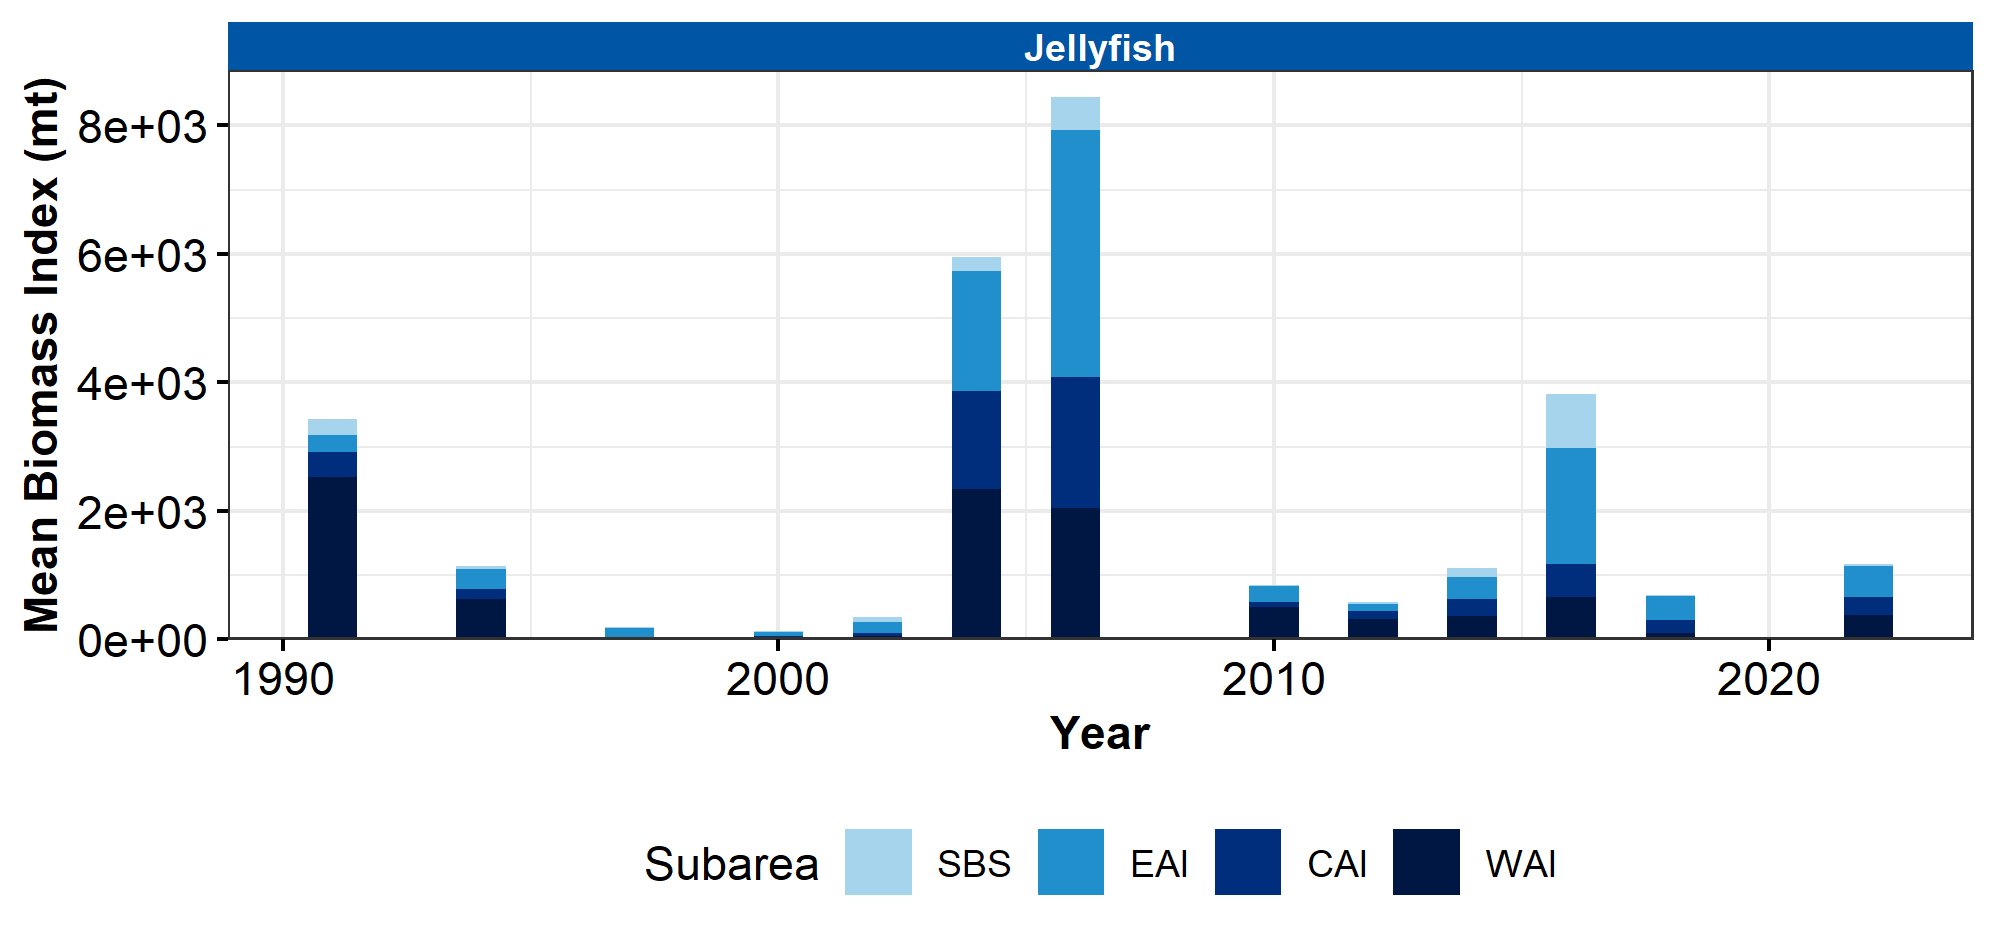 Jellyfish
Mean Biomass Index (mt)
8e+03
6e+03
4e+03
2e+03
0e+00
1990 2000 2010 2020
Year
Subarea SBS EAI CAI WAI